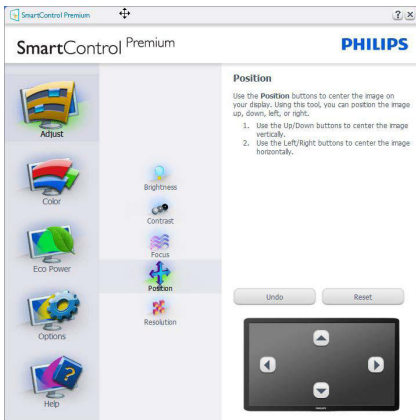 SmartControl Premium
? ×
SmartControl Premium
PHILIPS
Adjust
Color
Eco Power
Options
Help
Brightness
Contrast
Focus
Position
Resolution
Position
Use the Position buttons to center the image on
your display. Using this tool, you can position the image
up, down, left, or right.
1. Use the Up/Down buttons to center the image
vertically.
2. Use the Left/Right buttons to center the image
horizontally.
Undo
Reset
PHILIPS